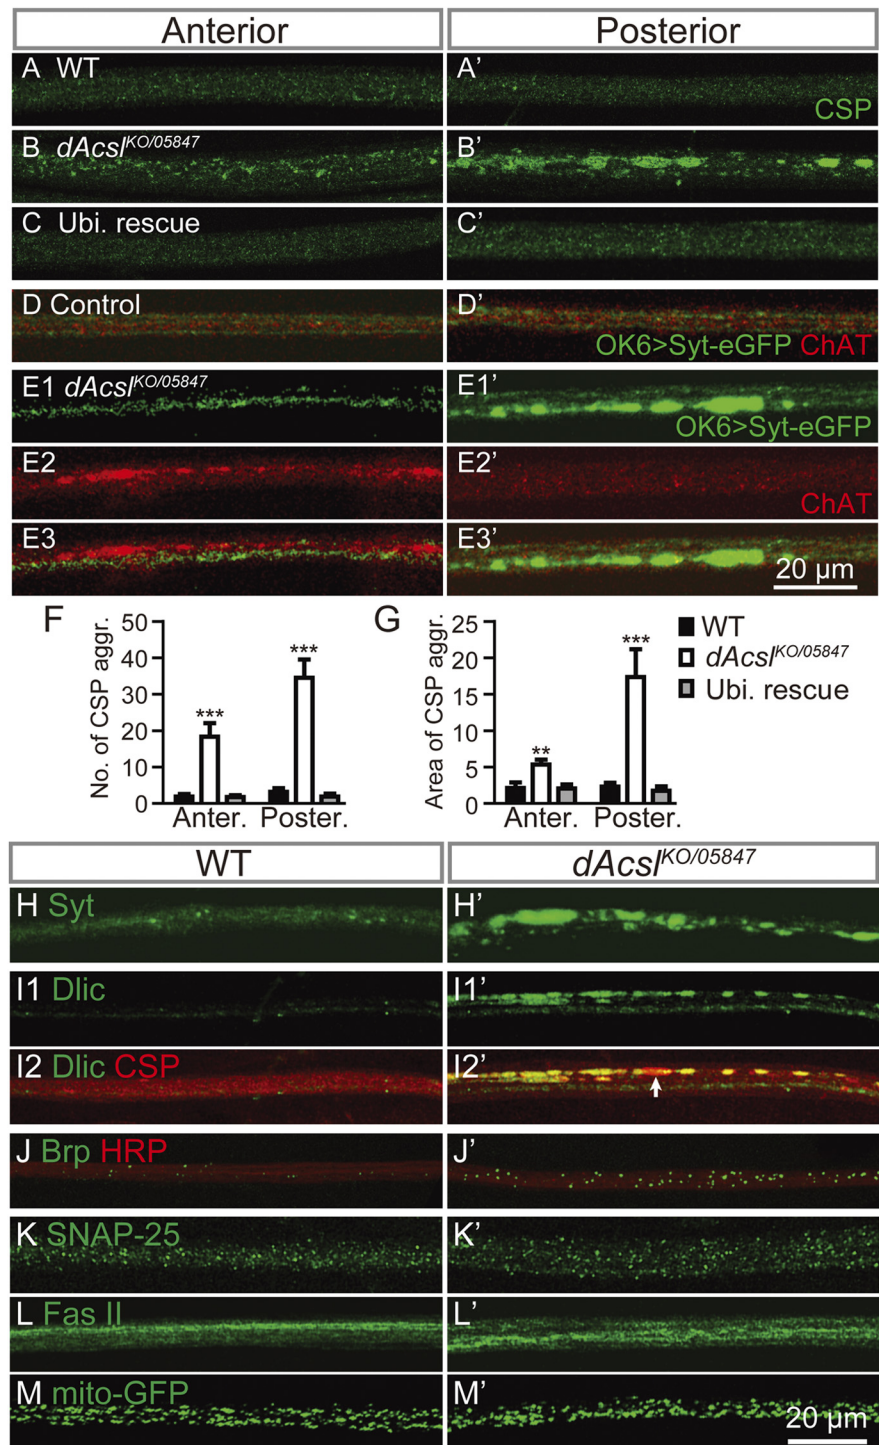 Anterior Posterior
A WT A’
CSP
B dAcsl^KO/05847 B’
C Ubi. rescue C’
D Control D’
OK6>Syt-eGFP ChAT
E1 dAcsl^KO/05847 E1’
OK6>Syt-eGFP
E2 E2’
ChAT
E3 E3’
20 µm
F
No. of CSP aggr.
50
40
30
20
10
0
***
***
Anter. Poster.
G
Area of CSP aggr.
25
20
15
10
5
0
**
***
Anter. Poster.
WT
dAcsl^KO/05847
Ubi. rescue
WT dAcsl^KO/05847
H Syt H’
I1 Dlic I1’
I2 Dlic CSP I2’
J Brp HRP J’
K SNAP-25 K’
L Fas II L’
M mito-GFP M’
20 µm